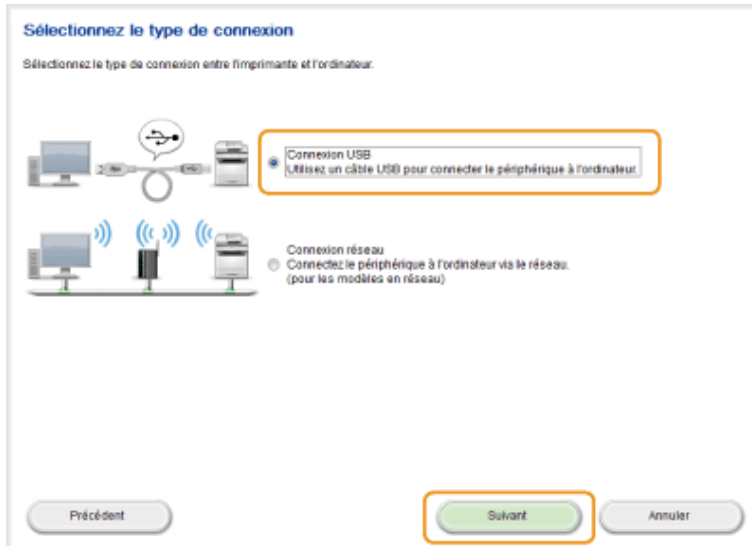 Sélectionnez le type de connexion
Sélectionnez le type de connexion entre l'imprimante et l'ordinateur.
Connexion USB
Utilisez un câble USB pour connecter le périphérique à l'ordinateur.
Connexion réseau
Connectez le périphérique à l'ordinateur via le réseau.
(pour les modèles en réseau)
Précédent
Suivant
Annuler